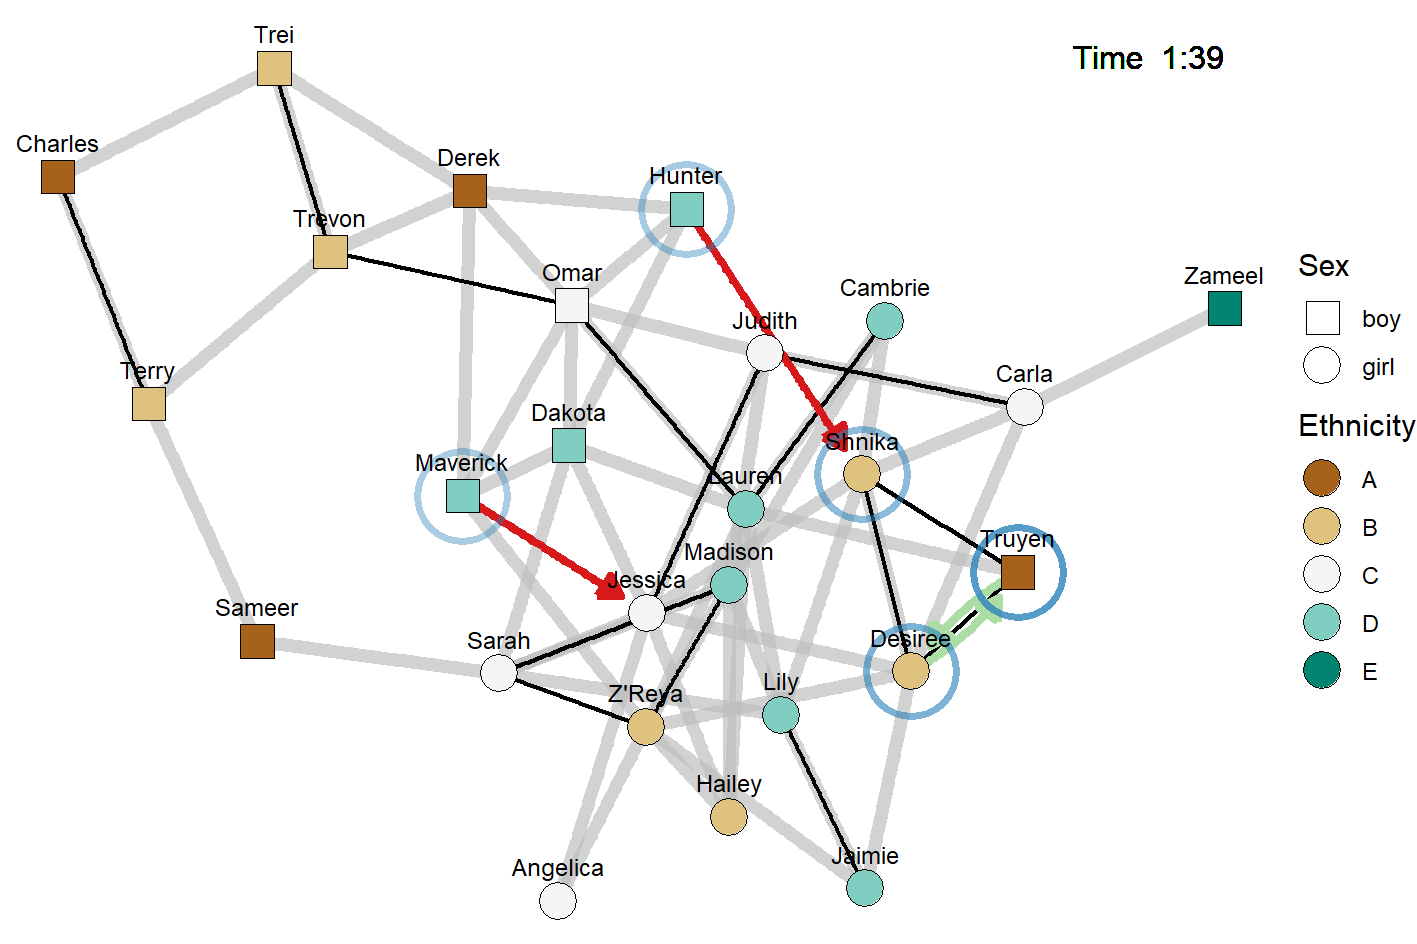 Trei
Time  1:39
Charles
Derek
Hunter
Trevon
Omar
Cambrie
Zameel
Judith
Carla
Terry
Dakota
Maverick
Shnika
Lauren
Truyen
Madison
Jessica
Sameer
Sarah
Desiree
Z'Reya
Lily
Hailey
Jaimie
Angelica
Sex
boy
girl
Ethnicity
A
B
C
D
E